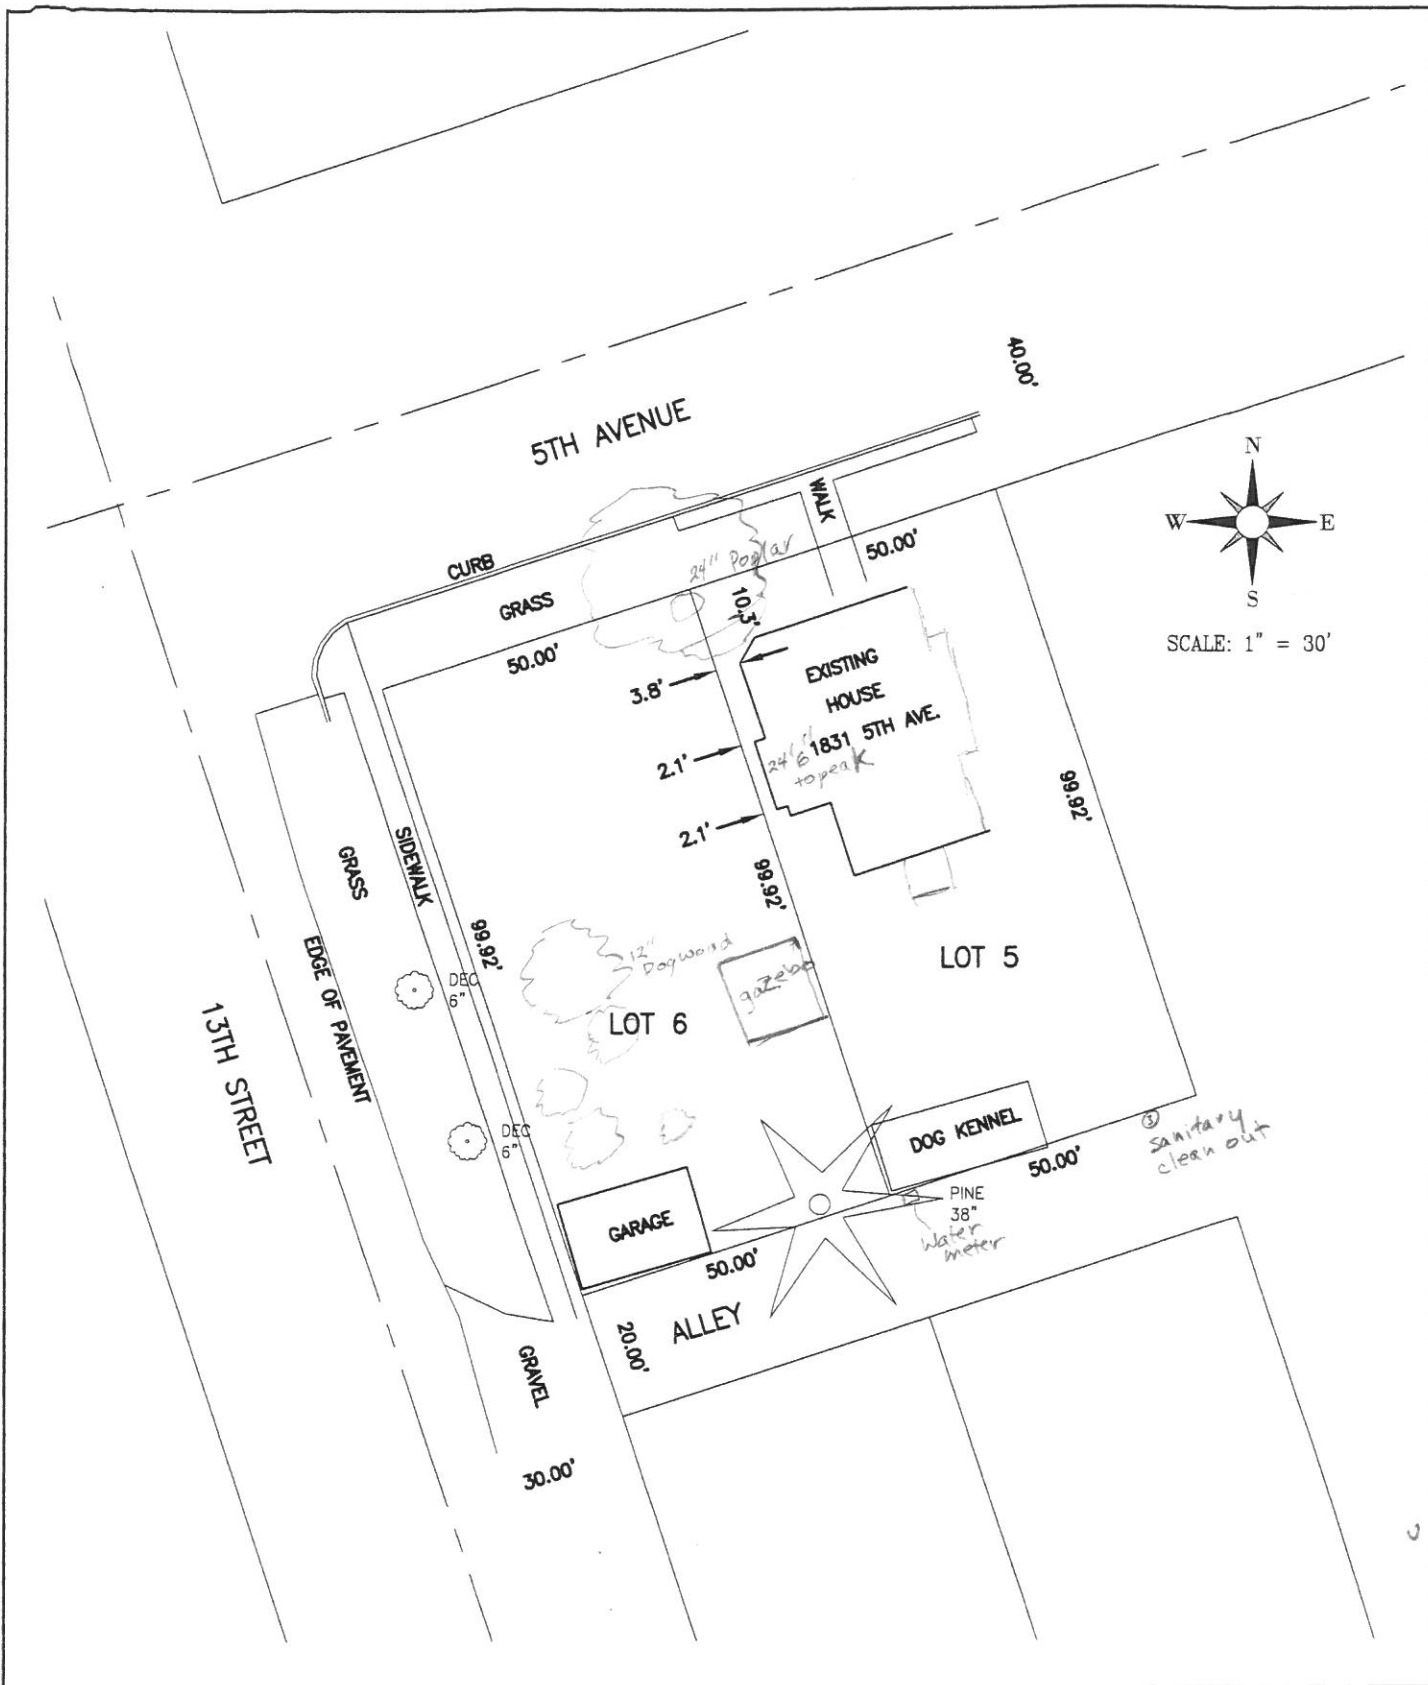 40.00'
5TH AVENUE
N
W E
S
SCALE: 1" = 30'
WALK
50.00'
CURB
24" Poplar
GRASS
10.3'
50.00'
3.8'
EXISTING
HOUSE
1831 5TH AVE.
24'6"
to peak
2.1'
2.1'
99.92'
GRASS
SIDEWALK
99.92'
99.92'
12"
Dogwood
gazebo
LOT 5
EDGE OF PAVEMENT
DEC
6"
LOT 6
13TH STREET
DEC
6"
DOG KENNEL
sanitary
clean out
50.00'
PINE
38"
Water
meter
GARAGE
50.00'
ALLEY
20.00'
GRAVEL
30.00'